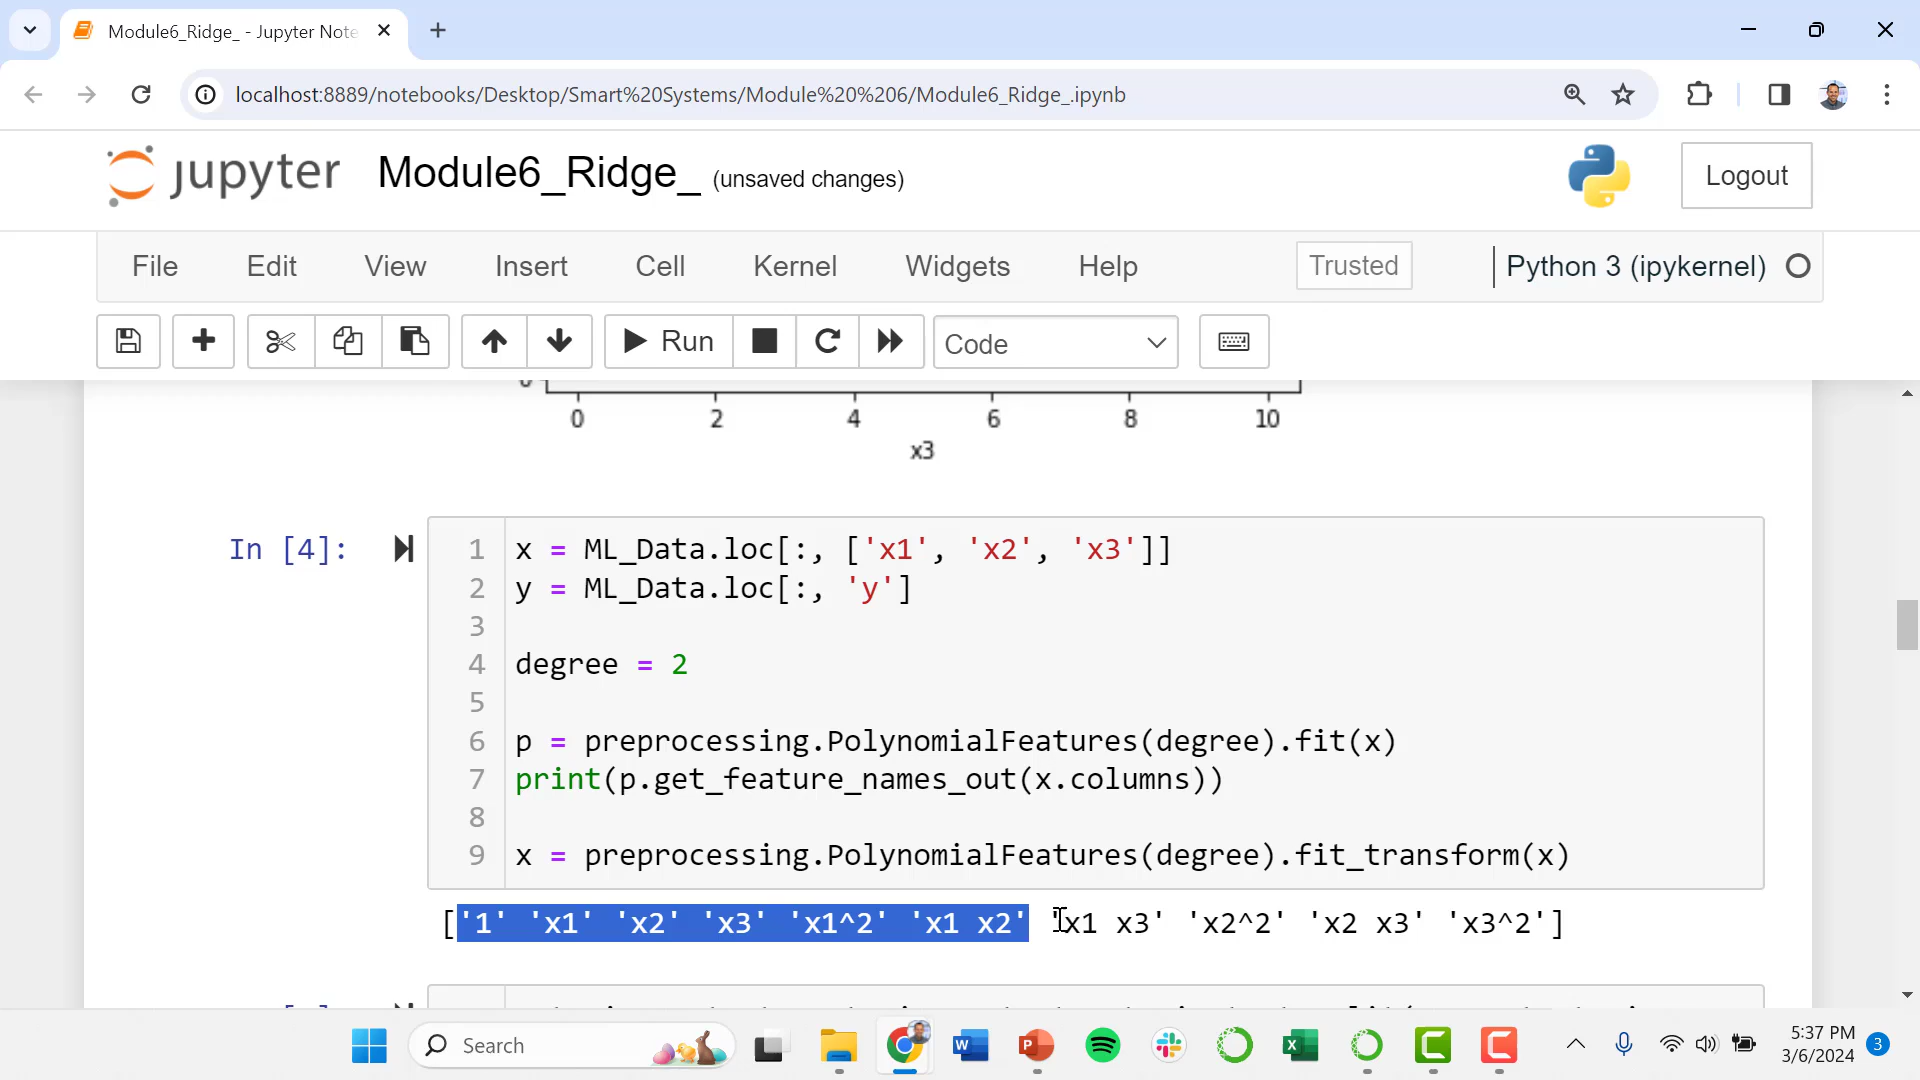 Module6_Ridge_ - Jupyter Note
localhost:8889/notebooks/Desktop/Smart%20Systems/Module%20%206/Module6_Ridge_.ipynb
jupyter Module6_Ridge_ (unsaved changes)
Logout
File Edit View Insert Cell Kernel Widgets Help Trusted Python 3 (ipykernel)
Run Code
0 2 4 6 8 10
x3
In [4]:
1 x = ML_Data.loc[:, ['x1', 'x2', 'x3']]
2 y = ML_Data.loc[:, 'y']
3
4 degree = 2
5
6 p = preprocessing.PolynomialFeatures(degree).fit(x)
7 print(p.get_feature_names_out(x.columns))
8
9 x = preprocessing.PolynomialFeatures(degree).fit_transform(x)
['1' 'x1' 'x2' 'x3' 'x1^2' 'x1 x2' 'x1 x3' 'x2^2' 'x2 x3' 'x3^2']
Search
5:37 PM
3/6/2024
3